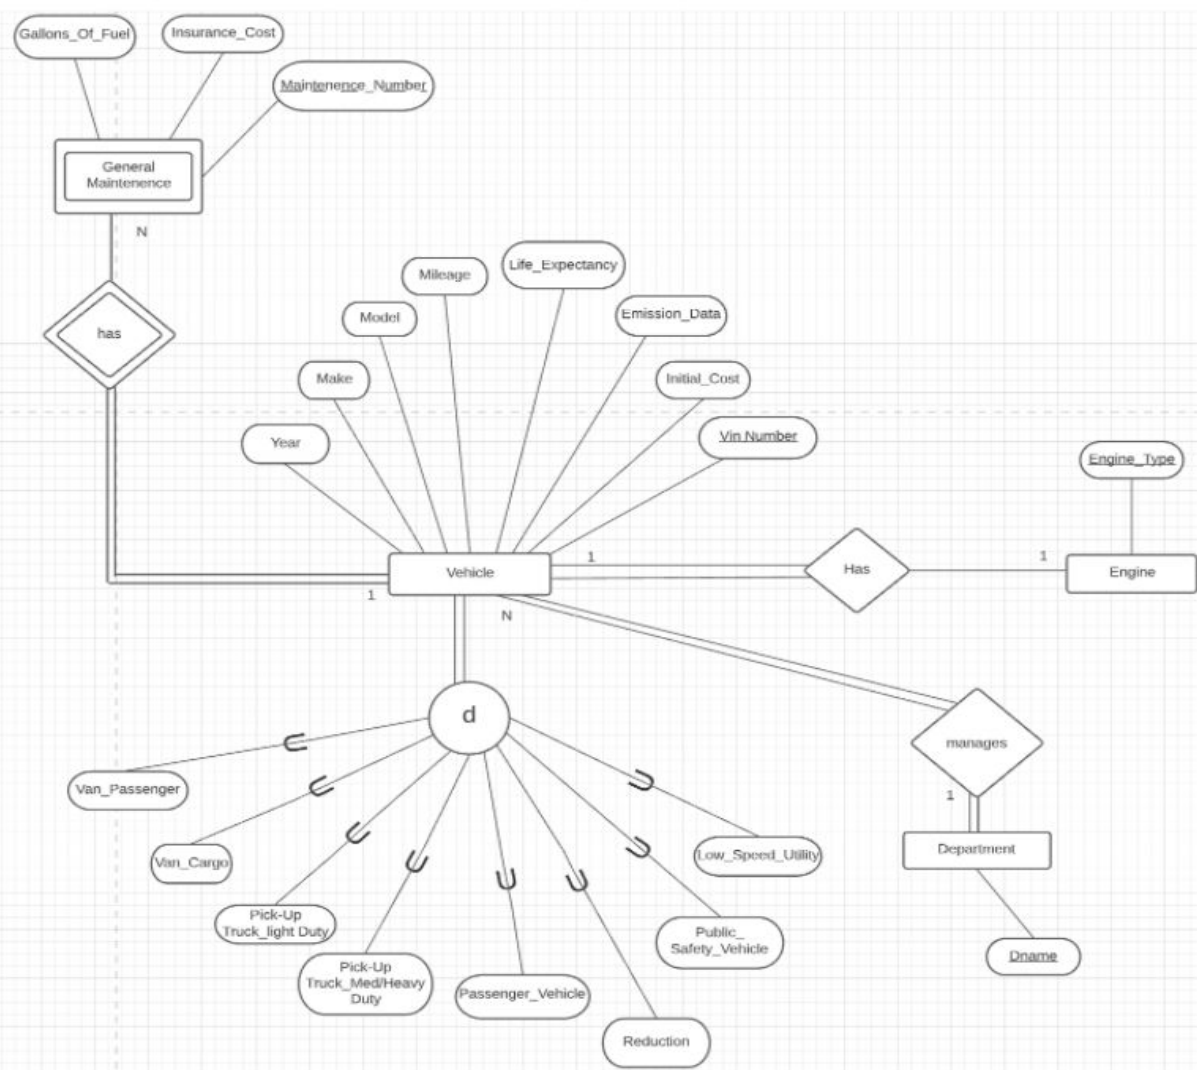 Gallons_Of_Fuel
Insurance_Cost
Maintenence_Number
General
Maintenence
N
has
Life_Expectancy
Mileage
Emission_Data
Model
Initial_Cost
Make
Vin Number
Year
Engine_Type
1
1
Vehicle
Has
Engine
1
N
d
manages
1
Van_Passenger
Department
Low_Speed_Utility
Van_Cargo
Pick-Up
Truck_light Duty
Public_
Safety_Vehicle
Dname
Pick-Up
Truck_Med/Heavy
Duty
Passenger_Vehicle
Reduction